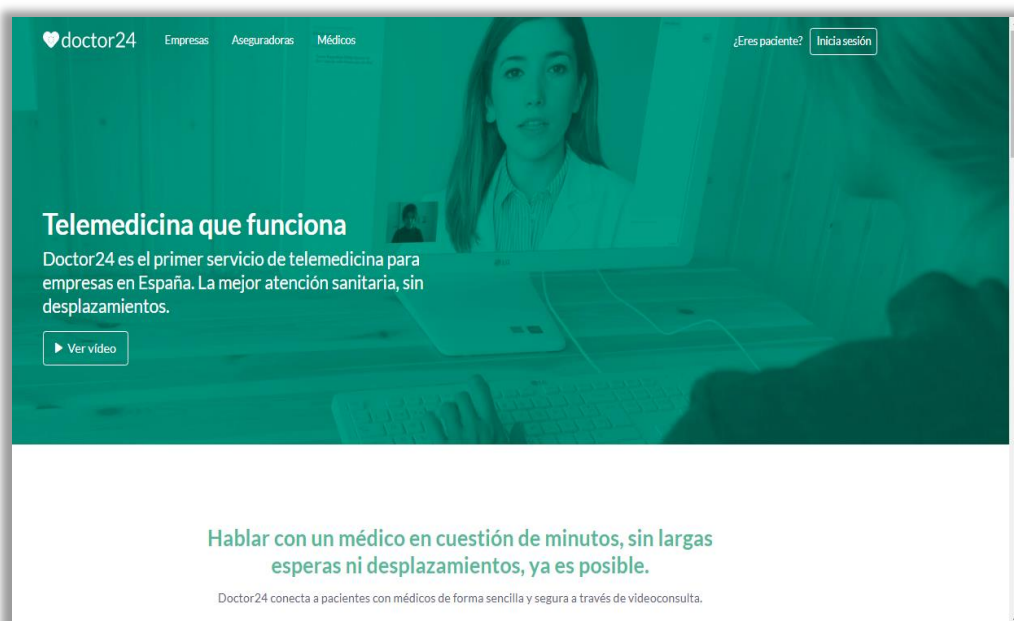 doctor24 Empresas Aseguradoras Médicos ¿Eres paciente? Inicia sesión
Telemedicina que funciona
Doctor24 es el primer servicio de telemedicina para
empresas en España. La mejor atención sanitaria, sin
desplazamientos.
Ver vídeo
Hablar con un médico en cuestión de minutos, sin largas
esperas ni desplazamientos, ya es posible.
Doctor24 conecta a pacientes con médicos de forma sencilla y segura a través de videoconsulta.